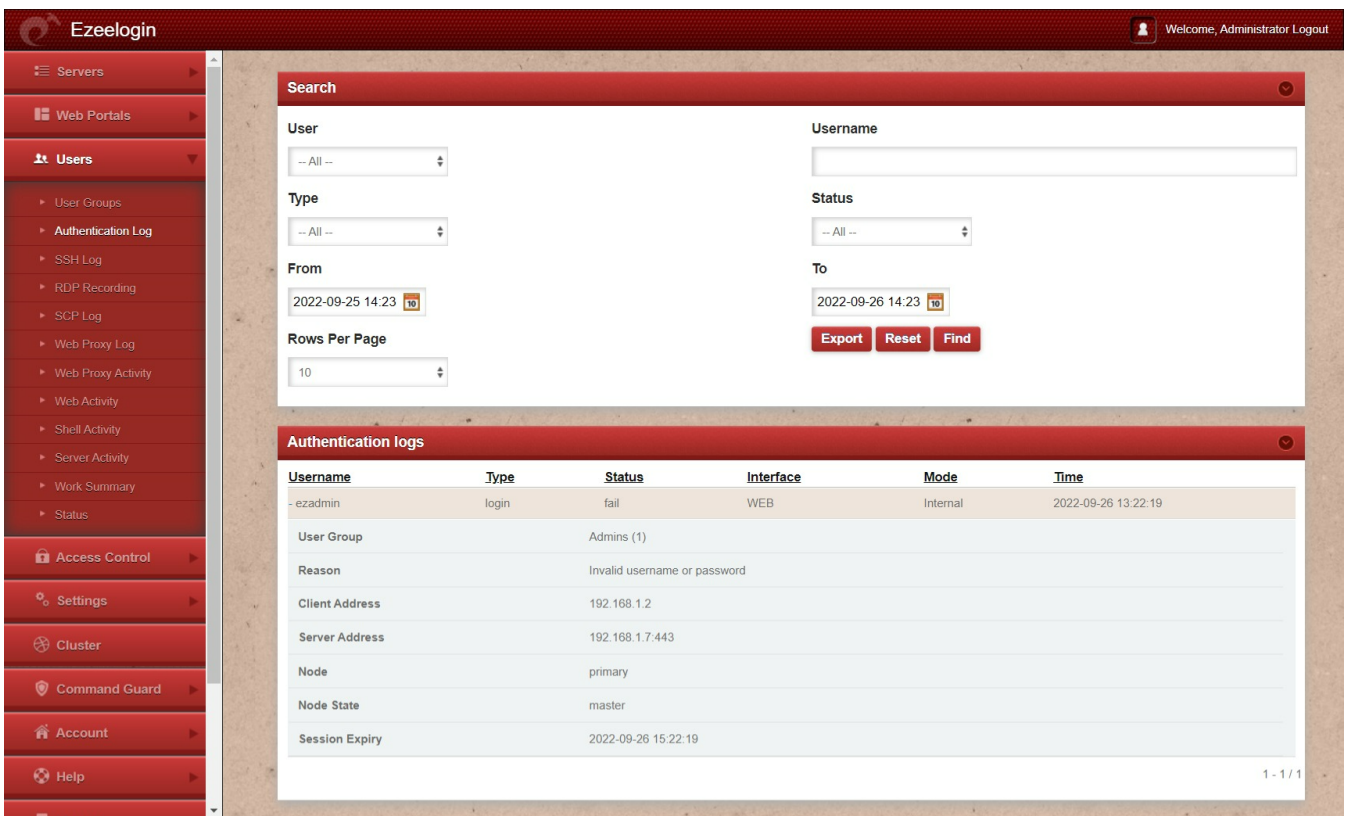 Ezeelogin
Welcome, Administrator Logout
Servers
Web Portals
Users
User Groups
Authentication Log
SSH Log
RDP Recording
SCP Log
Web Proxy Log
Web Proxy Activity
Web Activity
Shell Activity
Server Activity
Work Summary
Status
Access Control
Settings
Cluster
Command Guard
Account
Help
Search
User Username
-- All --
Type Status
-- All -- -- All --
From To
2022-09-25 14:23 10 2022-09-26 14:23 10
Rows Per Page Export Reset Find
10
Authentication logs
Username Type Status Interface Mode Time
- ezadmin login fail WEB Internal 2022-09-26 13:22:19
User Group Admins (1)
Reason Invalid username or password
Client Address 192.168.1.2
Server Address 192.168.1.7:443
Node primary
Node State master
Session Expiry 2022-09-26 15:22:19
1 - 1 / 1